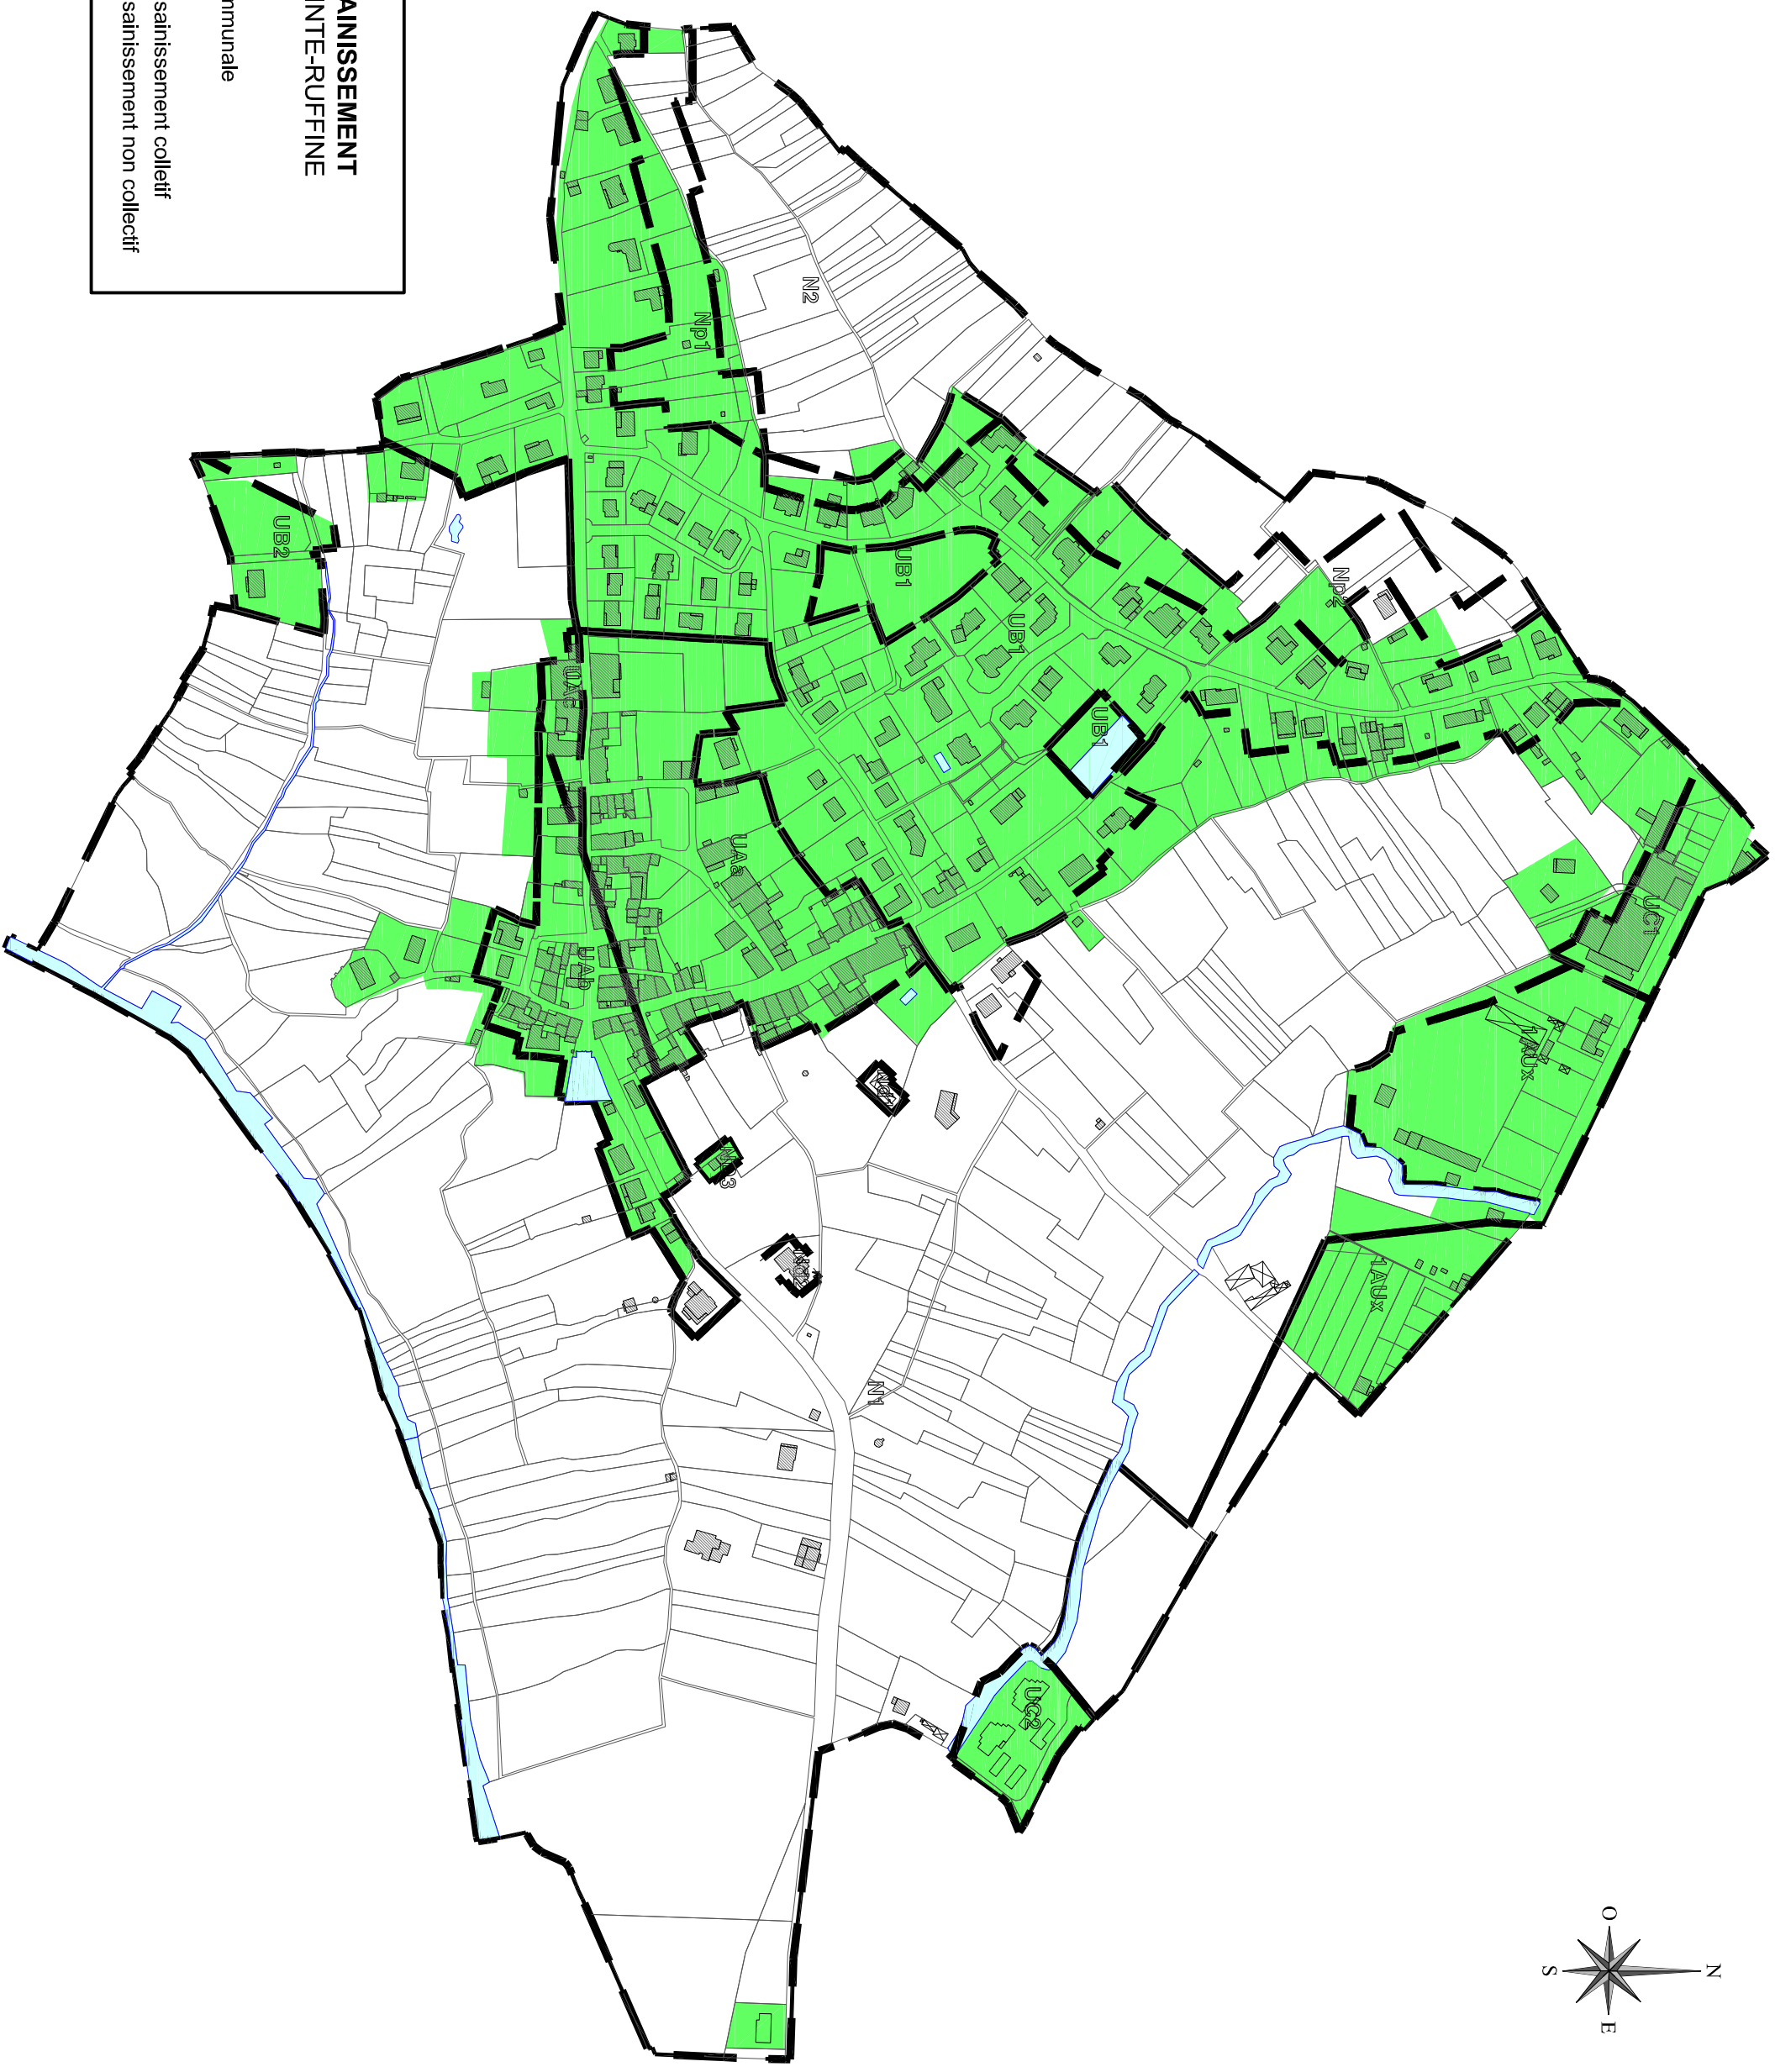 AINISSEMENT
INTE-RUFFINE
mmunale
sainissement colletif
sainissement non collectif
N2
Np1
UB2
UB1
UB1
UB1
Np2
UC1
1AUx
1AUx
UAc
UAa
UAb
N1
UC2
N
O
E
S